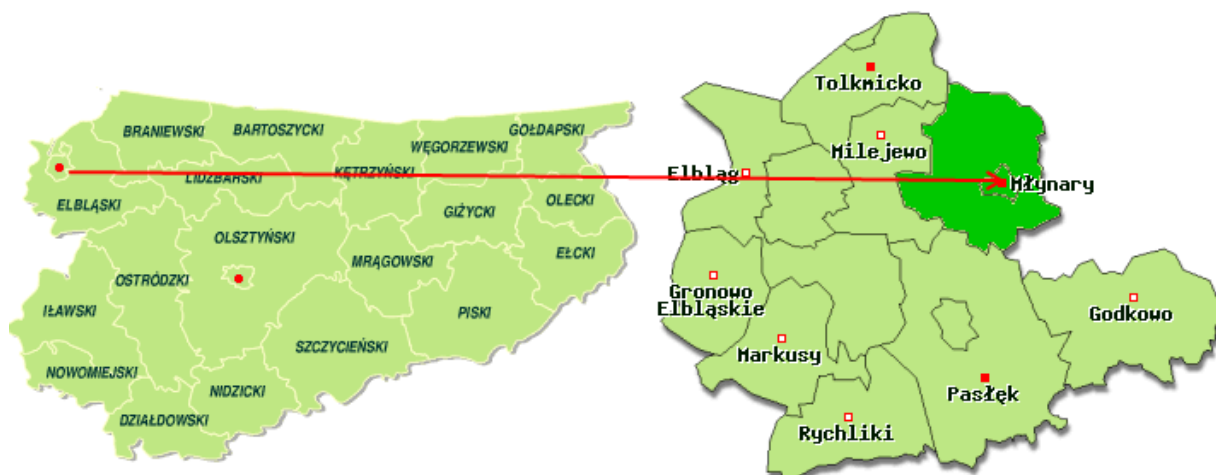 BRANIEWSKI
BARTOSZYCKI
GOŁDAPSKI
WĘGORZEWSKI
LIDZBARSKI
KĘTRZYŃSKI
ELBLĄSKI
GIŻYCKI
OLECKI
OLSZTYŃSKI
EŁCKI
MRĄGOWSKI
OSTRÓDZKI
IŁAWSKI
PISKI
SZCZYCIEŃSKI
NOWOMIEJSKI
NIDZICKI
DZIAŁDOWSKI
Tolkmicko
Milejewo
Elbląg
Młynary
Gronowo
Elbląskie
Godkowo
Markusy
Pasłęk
Rychliki